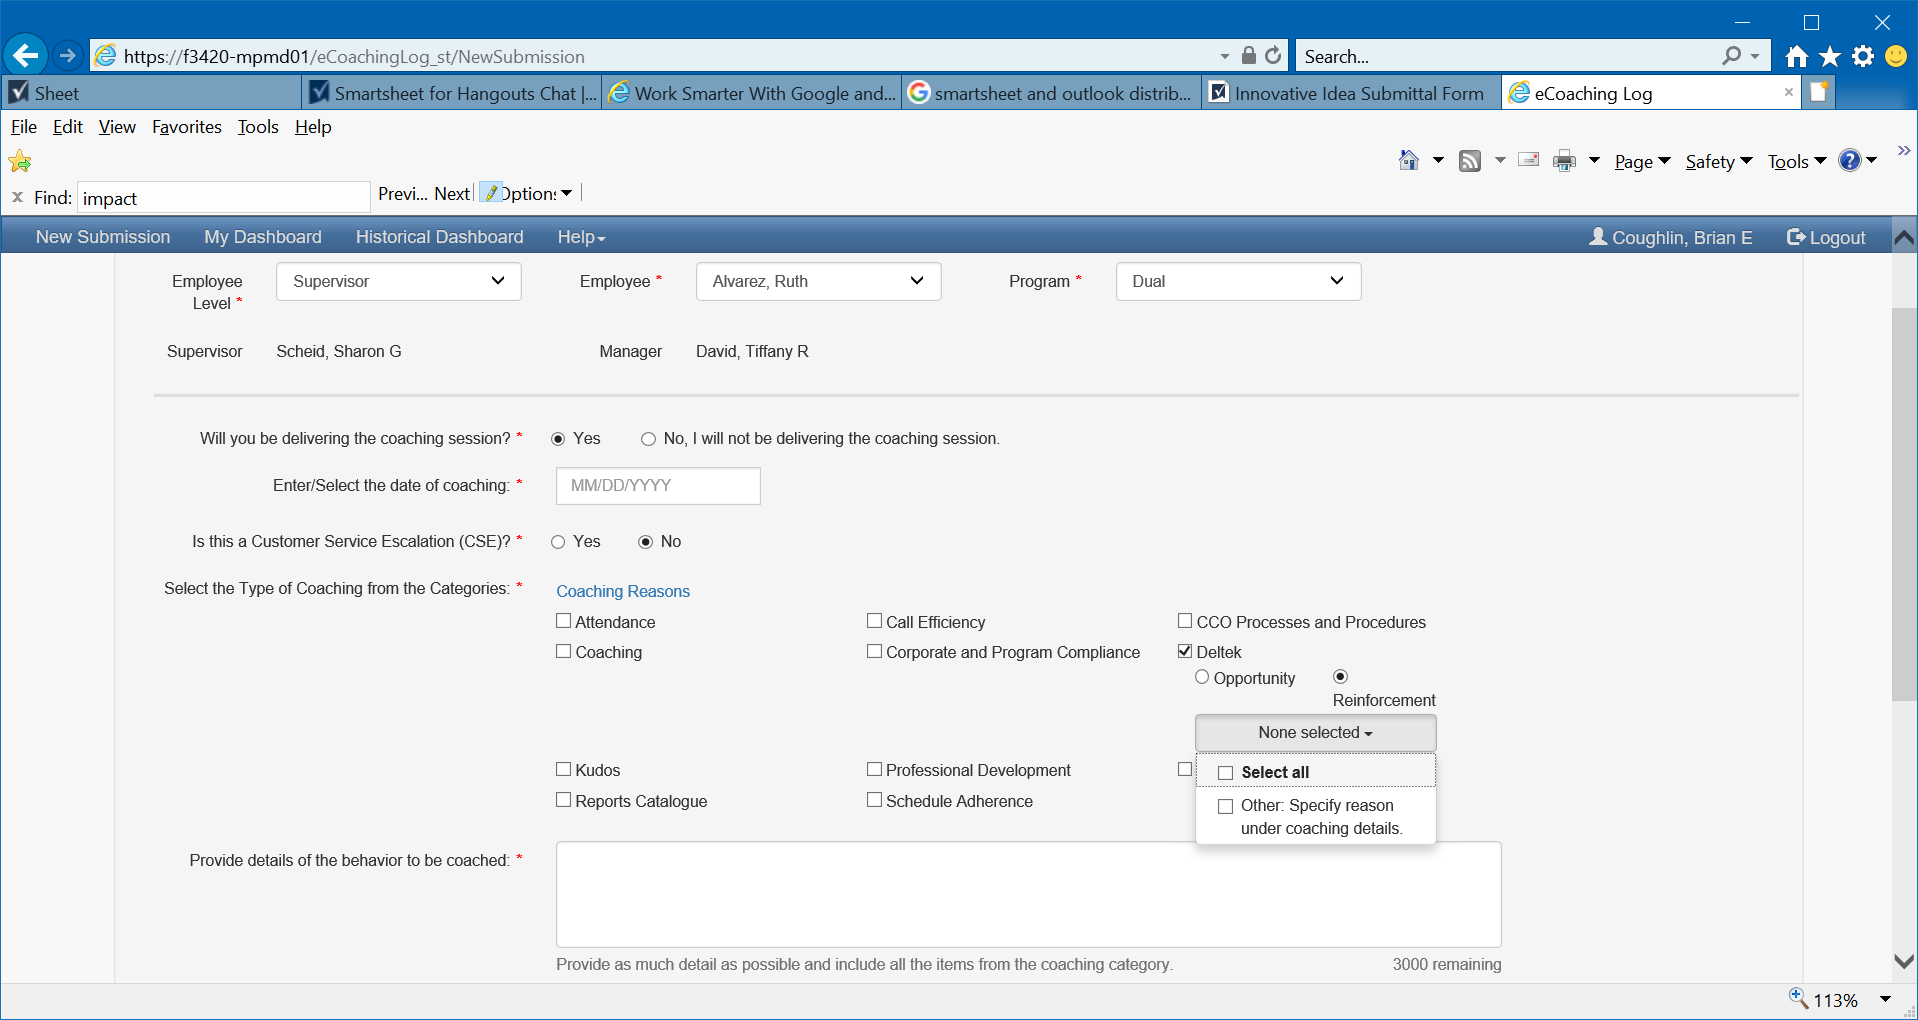 https://f3420-mpmd01/eCoachingLog_st/NewSubmission
Search...
Sheet
Smartsheet for Hangouts Chat |...
Work Smarter With Google and...
smartsheet and outlook distrib...
Innovative Idea Submittal Form
eCoaching Log
File Edit View Favorites Tools Help
Page Safety Tools
Find: impact Previ... Next Options
New Submission My Dashboard Historical Dashboard Help Coughlin, Brian E Logout
Employee Level * Supervisor Employee * Alvarez, Ruth Program * Dual
Supervisor Scheid, Sharon G Manager David, Tiffany R
Will you be delivering the coaching session? * Yes No, I will not be delivering the coaching session.
Enter/Select the date of coaching: * MM/DD/YYYY
Is this a Customer Service Escalation (CSE)? * Yes No
Select the Type of Coaching from the Categories: * Coaching Reasons
Attendance Call Efficiency CCO Processes and Procedures
Coaching Corporate and Program Compliance Deltek
Opportunity Reinforcement
None selected
Select all
Other: Specify reason
under coaching details.
Kudos Professional Development
Reports Catalogue Schedule Adherence
Provide details of the behavior to be coached: *
Provide as much detail as possible and include all the items from the coaching category. 3000 remaining
113%